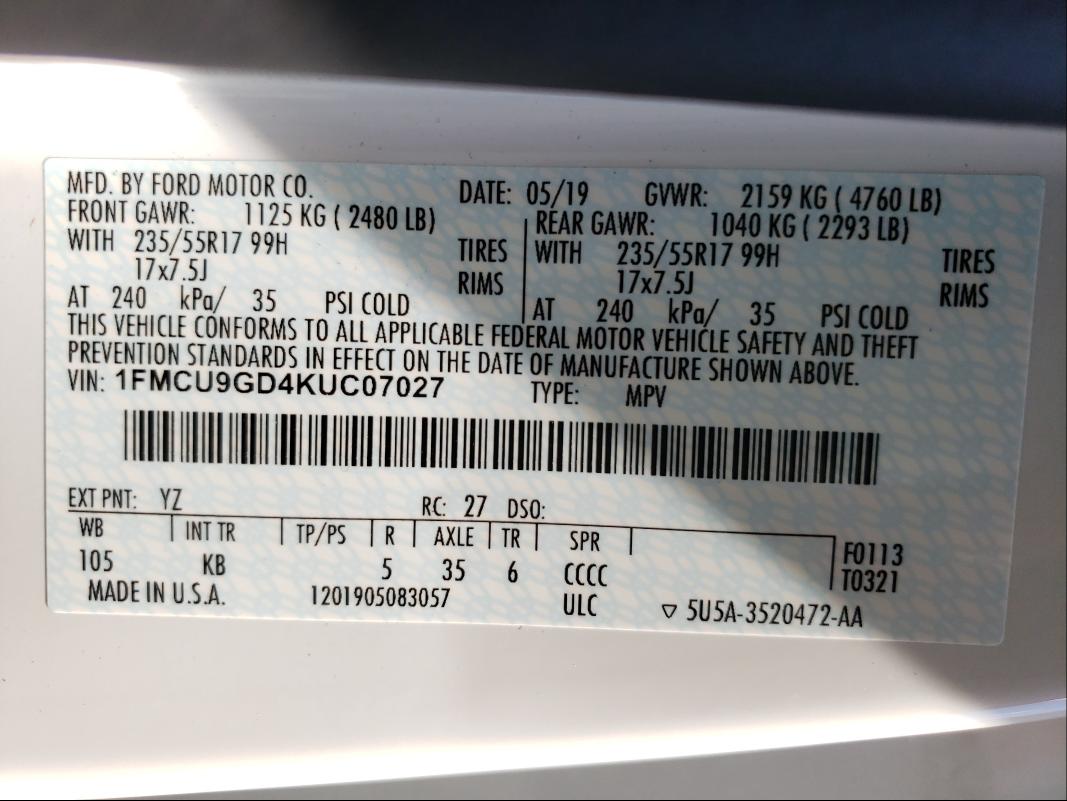 MFD. BY FORD MOTOR CO. DATE: 05/19 GVWR: 2159 KG ( 4760 LB)
FRONT GAWR: 1125 KG ( 2480 LB) REAR GAWR: 1040 KG ( 2293 LB)
WITH 235/55R17 99H TIRES WITH 235/55R17 99H TIRES
17x7.5J RIMS 17x7.5J RIMS
AT 240 kPa/ 35 PSI COLD AT 240 kPa/ 35 PSI COLD
THIS VEHICLE CONFORMS TO ALL APPLICABLE FEDERAL MOTOR VEHICLE SAFETY AND THEFT
PREVENTION STANDARDS IN EFFECT ON THE DATE OF MANUFACTURE SHOWN ABOVE.
VIN: 1FMCU9GD4KUC07027 TYPE: MPV
EXT PNT: YZ RC: 27 DSO:
WB INT TR TP/PS R AXLE TR SPR F0113
105 KB 5 35 6 CCCC T0321
MADE IN U.S.A. 1201905083057 ULC ▽ 5U5A-3520472-AA